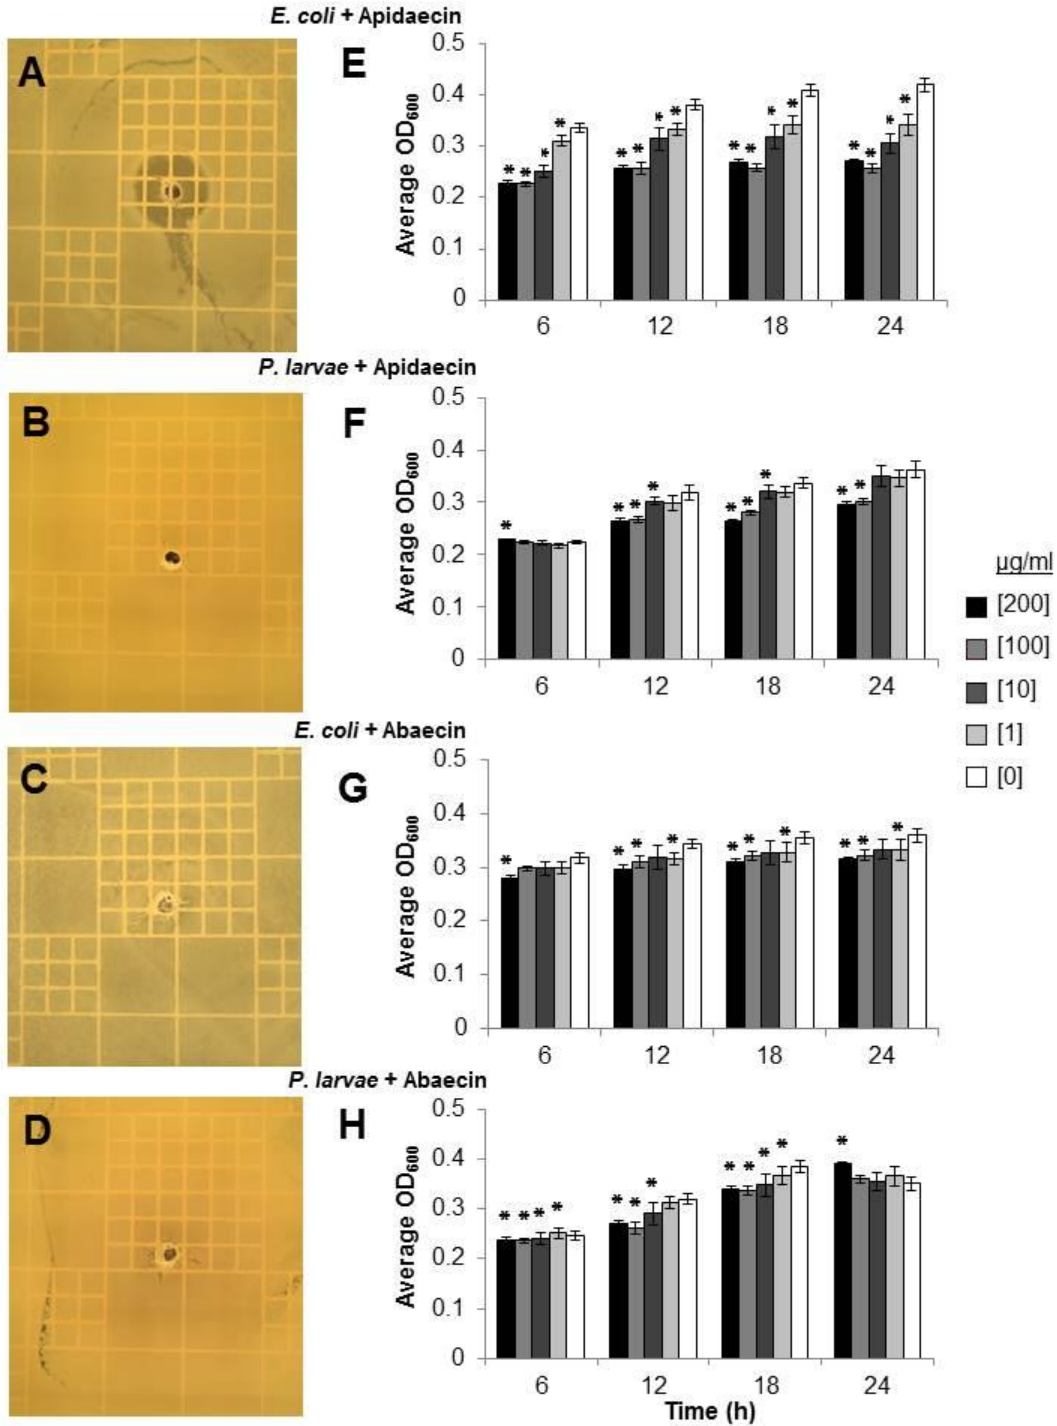 E. coli + Apidaecin
A
E
0.5
0.4
0.3
0.2
0.1
0
Average OD600
* * * *
* * * *
* * * *
* * * *
6 12 18 24
P. larvae + Apidaecin
B
F
0.5
0.4
0.3
0.2
0.1
0
Average OD600
*
* * *
* * *
* *
6 12 18 24
µg/ml
[200]
[100]
[10]
[1]
[0]
E. coli + Abaecin
C
G
0.5
0.4
0.3
0.2
0.1
0
Average OD600
*
* * *
* * *
* * *
6 12 18 24
P. larvae + Abaecin
D
H
0.5
0.4
0.3
0.2
0.1
0
Average OD600
* * * *
* * *
* * * *
*
6 12 18 24
Time (h)